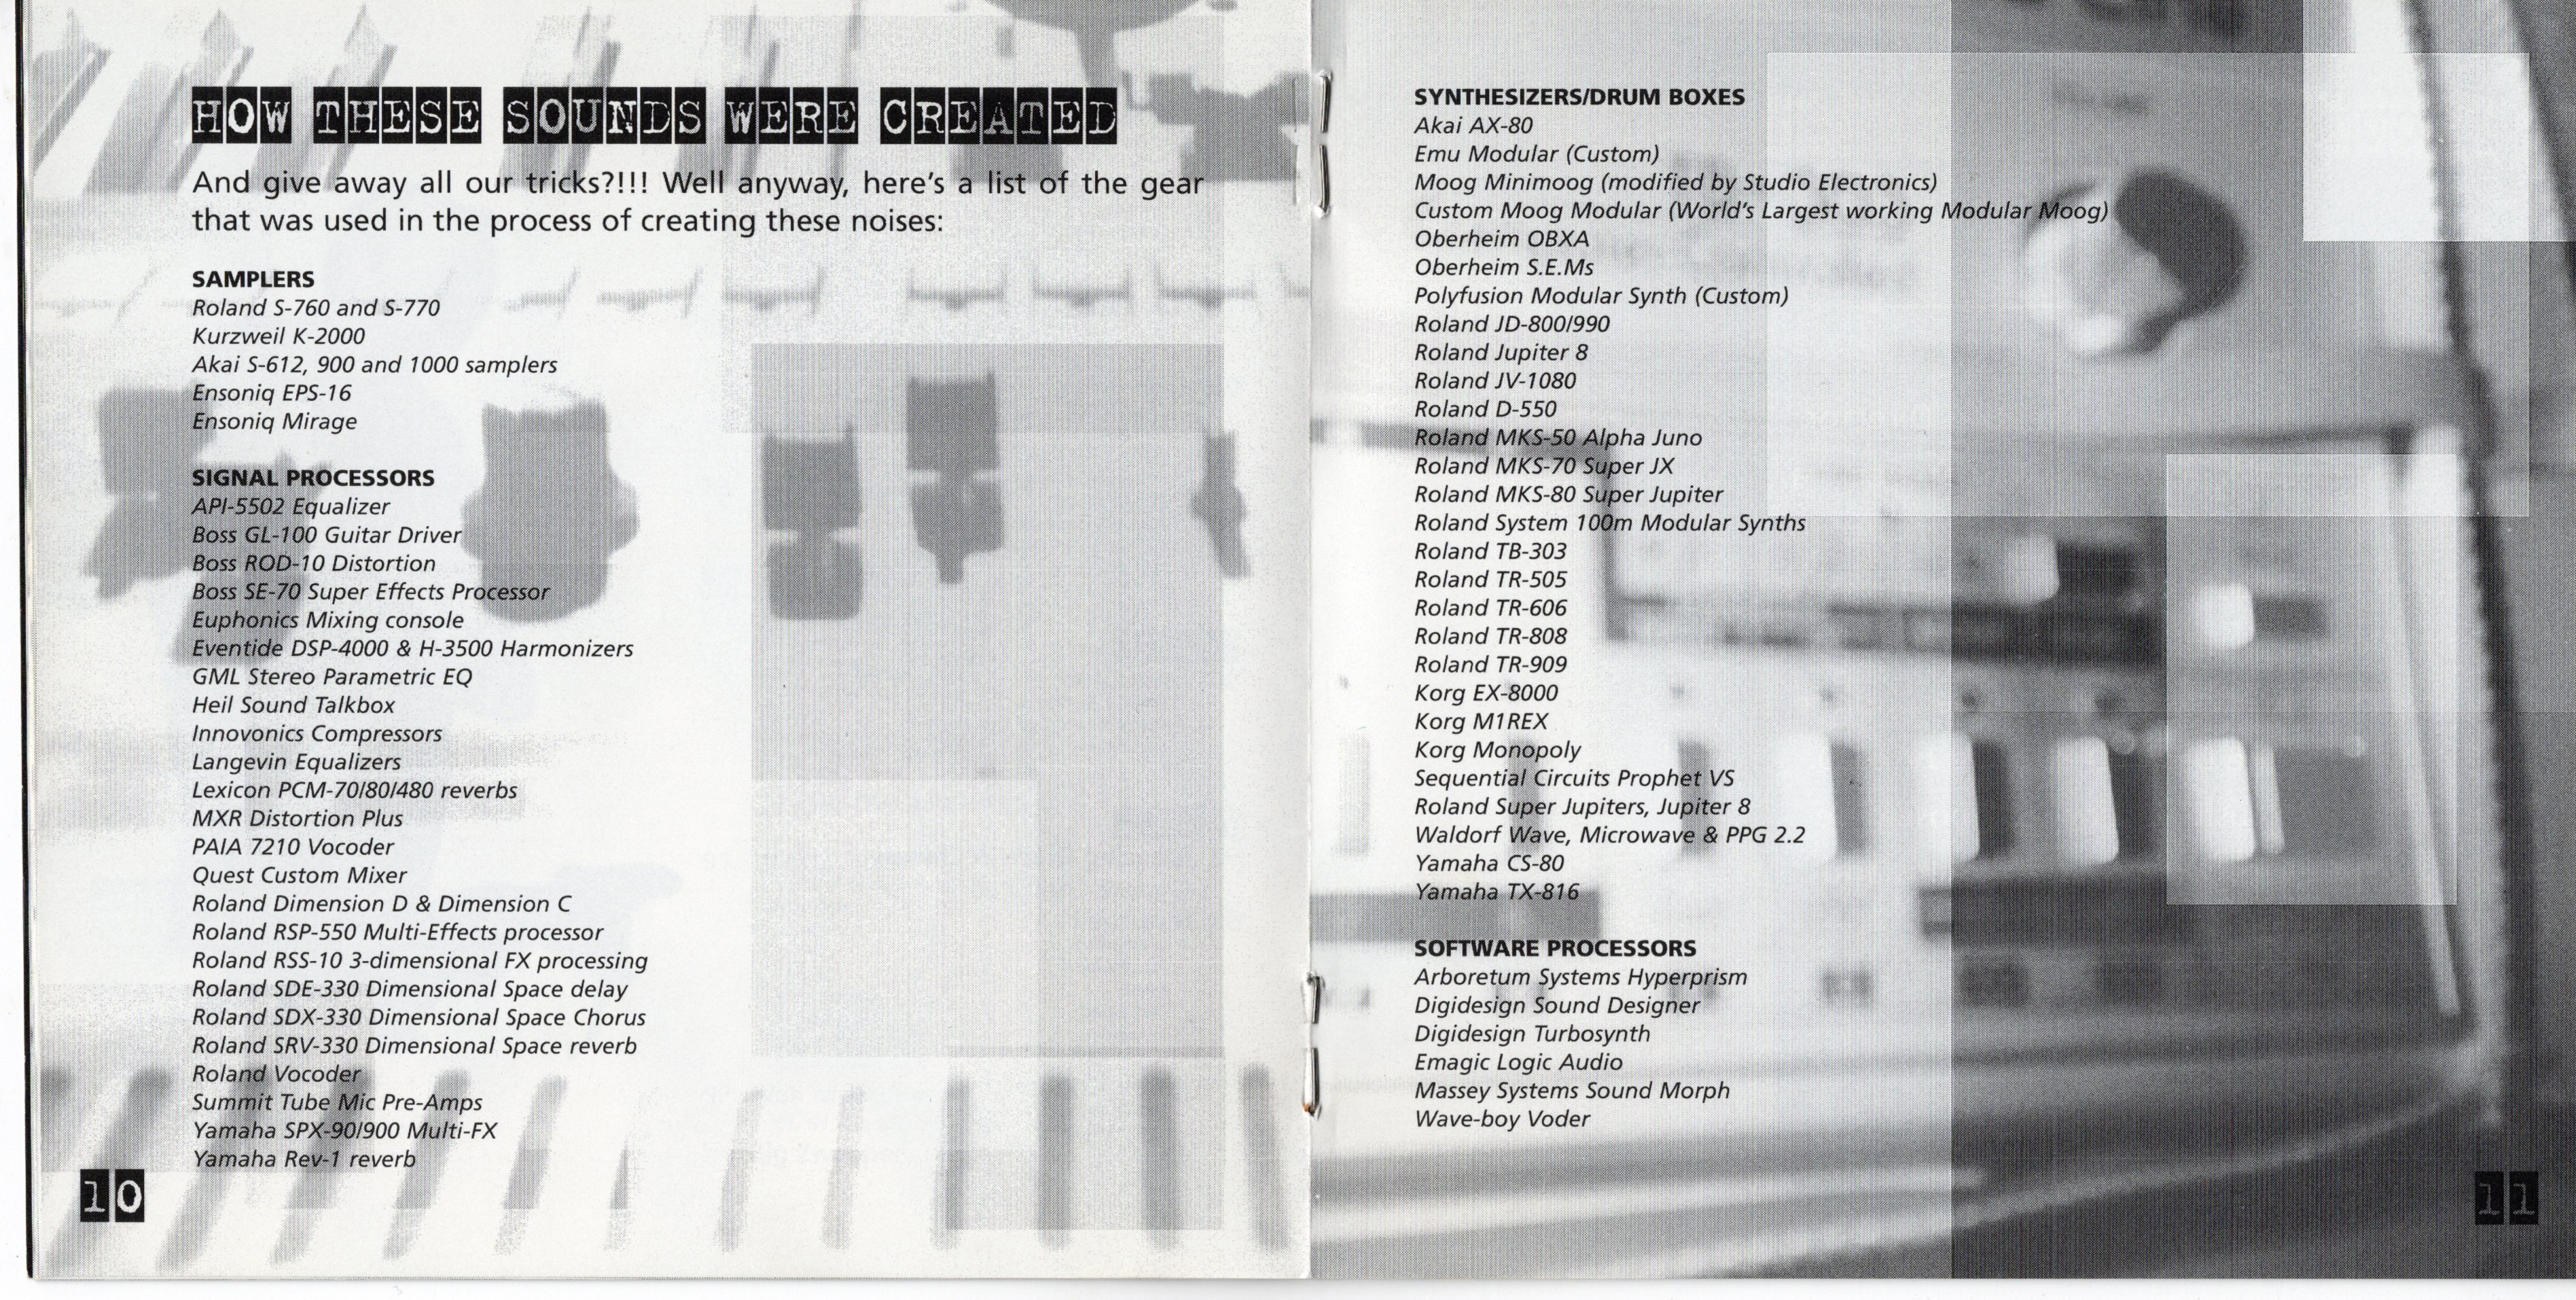 HOW THESE SOUNDS WERE CREATED
And give away all our tricks?!!! Well anyway, here's a list of the gear
that was used in the process of creating these noises:
SAMPLERS
Roland S-760 and S-770
Kurzweil K-2000
Akai S-612, 900 and 1000 samplers
Ensoniq EPS-16
Ensoniq Mirage
SIGNAL PROCESSORS
API-5502 Equalizer
Boss GL-100 Guitar Driver
Boss ROD-10 Distortion
Boss SE-70 Super Effects Processor
Euphonics Mixing console
Eventide DSP-4000 & H-3500 Harmonizers
GML Stereo Parametric EQ
Heil Sound Talkbox
Innovonics Compressors
Langevin Equalizers
Lexicon PCM-70/80/480 reverbs
MXR Distortion Plus
PAIA 7210 Vocoder
Quest Custom Mixer
Roland Dimension D & Dimension C
Roland RSP-550 Multi-Effects processor
Roland RSS-10 3-dimensional FX processing
Roland SDE-330 Dimensional Space delay
Roland SDX-330 Dimensional Space Chorus
Roland SRV-330 Dimensional Space reverb
Roland Vocoder
Summit Tube Mic Pre-Amps
Yamaha SPX-90/900 Multi-FX
Yamaha Rev-1 reverb
10
SYNTHESIZERS/DRUM BOXES
Akai AX-80
Emu Modular (Custom)
Moog Minimoog (modified by Studio Electronics)
Custom Moog Modular (World's Largest working Modular Moog)
Oberheim OBXA
Oberheim S.E.Ms
Polyfusion Modular Synth (Custom)
Roland JD-800/990
Roland Jupiter 8
Roland JV-1080
Roland D-550
Roland MKS-50 Alpha Juno
Roland MKS-70 Super JX
Roland MKS-80 Super Jupiter
Roland System 100m Modular Synths
Roland TB-303
Roland TR-505
Roland TR-606
Roland TR-808
Roland TR-909
Korg EX-8000
Korg M1REX
Korg Monopoly
Sequential Circuits Prophet VS
Roland Super Jupiters, Jupiter 8
Waldorf Wave, Microwave & PPG 2.2
Yamaha CS-80
Yamaha TX-816
SOFTWARE PROCESSORS
Arboretum Systems Hyperprism
Digidesign Sound Designer
Digidesign Turbosynth
Emagic Logic Audio
Massey Systems Sound Morph
Wave-boy Voder
11